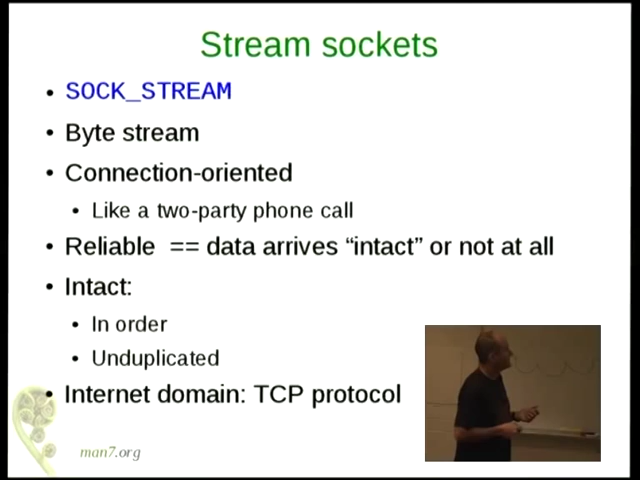 Stream sockets
• SOCK_STREAM
• Byte stream
• Connection-oriented
• Like a two-party phone call
• Reliable == data arrives “intact” or not at all
• Intact:
• In order
• Unduplicated
• Internet domain: TCP protocol
man7.org